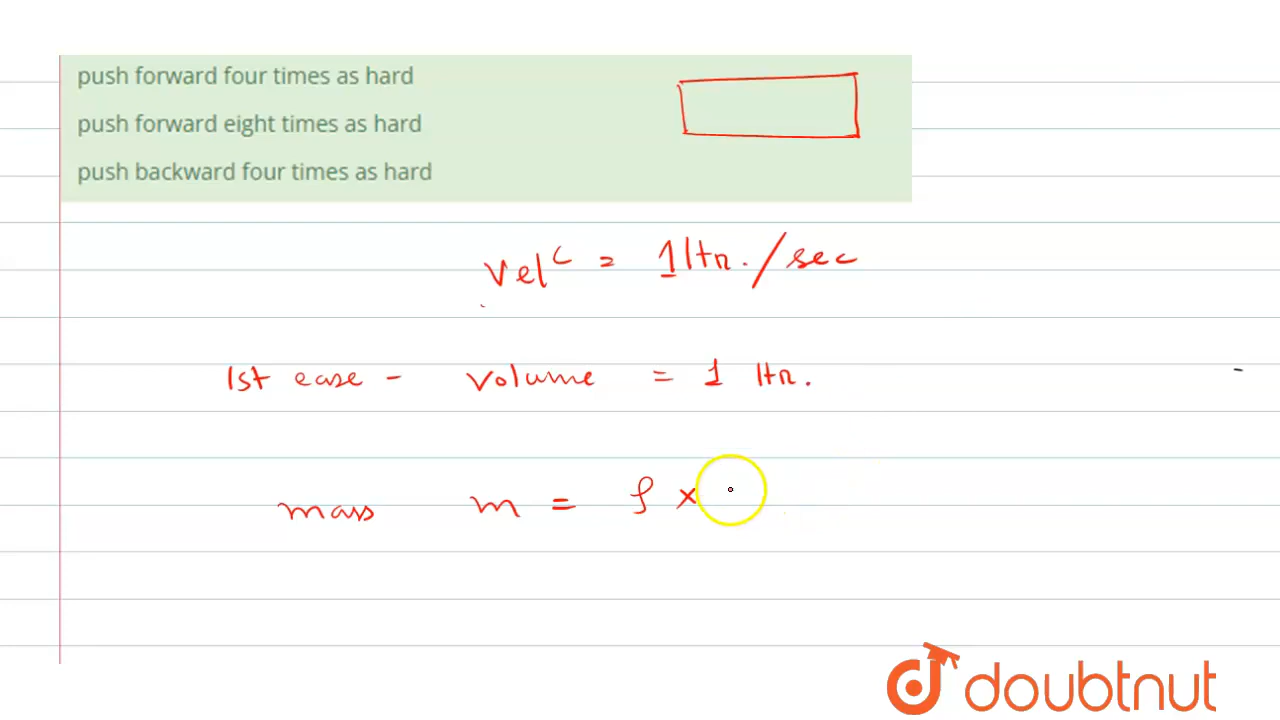 push forward four times as hard
push forward eight times as hard
push backward four times as hard
Vel^c = 1 ltr. / sec
1st case - Volume = 1 ltr.
mass m = ρ ×
doubtnut